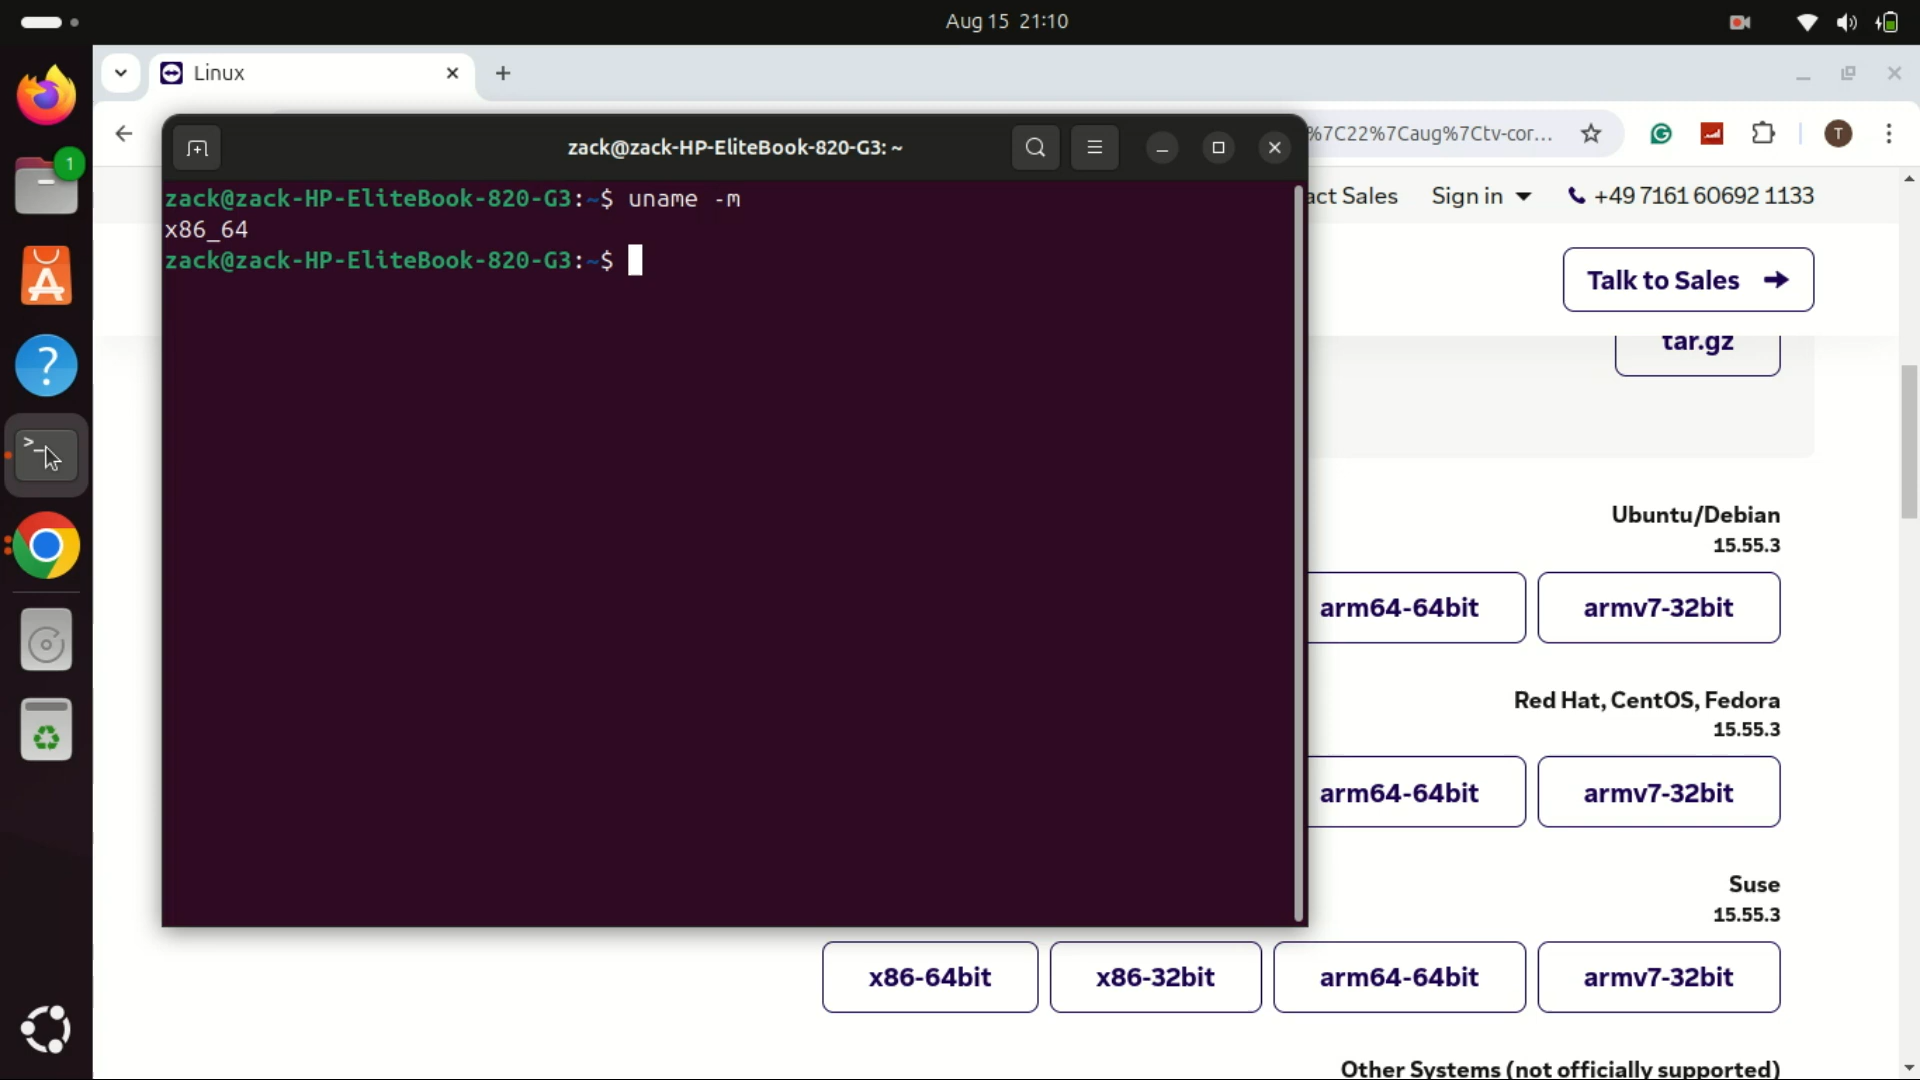 Aug 15 21:10
Linux
zack@zack-HP-EliteBook-820-G3: ~
%7C22%7Caug%7Ctv-cor...
T
1
zack@zack-HP-EliteBook-820-G3:~$ uname -m
x86_64
zack@zack-HP-EliteBook-820-G3:~$
act Sales
Sign in
+49 7161 60692 1133
Talk to Sales
tar.gz
Ubuntu/Debian
15.55.3
arm64-64bit
armv7-32bit
Red Hat, CentOS, Fedora
15.55.3
arm64-64bit
armv7-32bit
Suse
15.55.3
x86-64bit
x86-32bit
arm64-64bit
armv7-32bit
Other Systems (not officially supported)